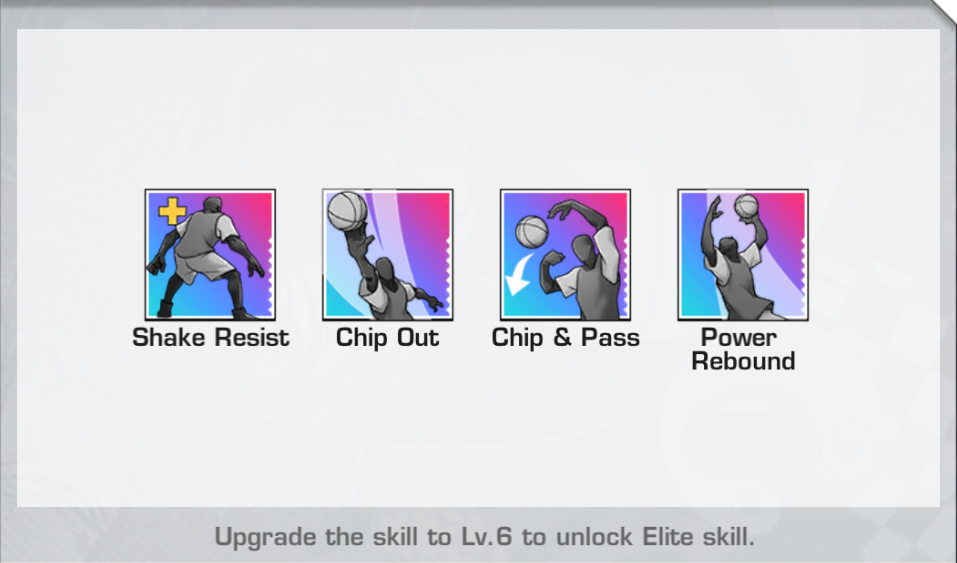 Shake Resist
Chip Out
Chip & Pass
Power
Rebound
Upgrade the skill to Lv.6 to unlock Elite skill.